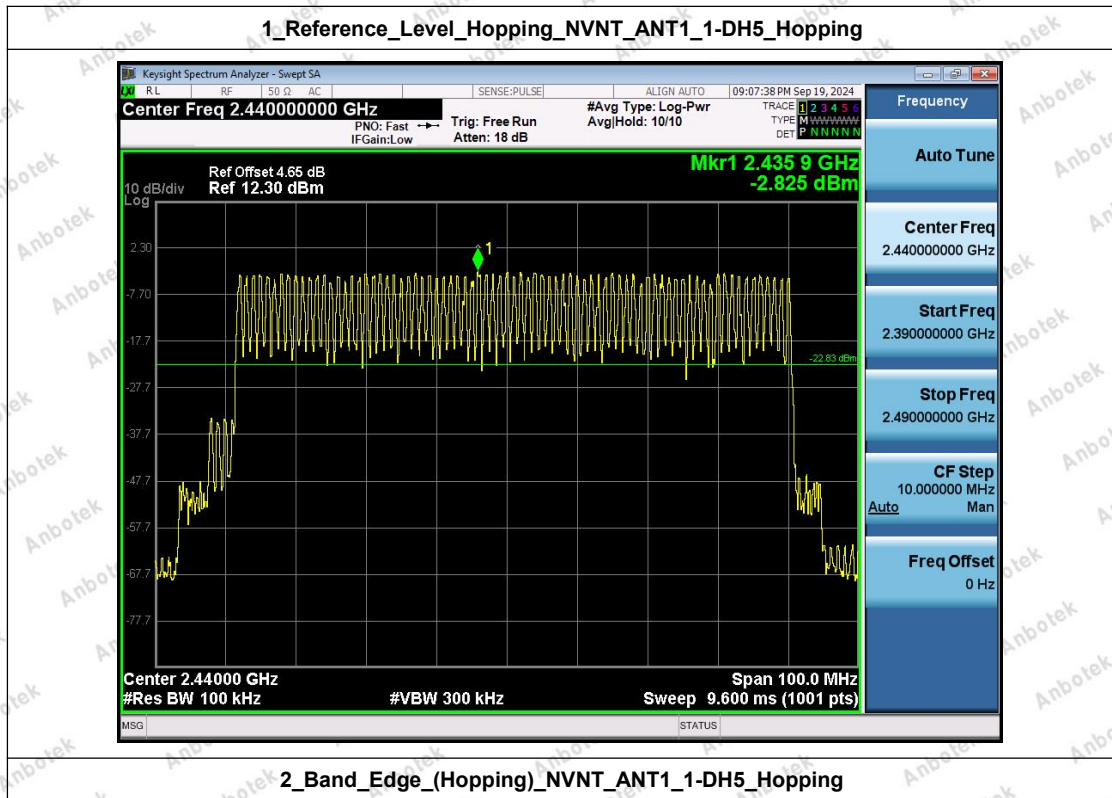 1_Reference_Level_Hopping_NVNT_ANT1_1-DH5_Hopping
Keysight Spectrum Analyzer - Swept SA
LXI RL RF 50 Ω AC SENSE:PULSE ALIGN AUTO 09:07:38 PM Sep 19, 2024
Center Freq 2.440000000 GHz
PNO: Fast
IFGain:Low
Trig: Free Run
Atten: 18 dB
#Avg Type: Log-Pwr
Avg|Hold: 10/10
TRACE 1 2 3 4 5 6
TYPE M WWWWW
DET P N N N N N
Frequency
Auto Tune
Center Freq
2.440000000 GHz
Start Freq
2.390000000 GHz
Stop Freq
2.490000000 GHz
CF Step
10.000000 MHz
Auto Man
Freq Offset
0 Hz
Mkr1 2.435 9 GHz
-2.825 dBm
Ref Offset 4.65 dB
10 dB/div Ref 12.30 dBm
Log
1
2.30
-7.70
-17.7
-22.83 dBm
-27.7
-37.7
-47.7
-57.7
-67.7
-77.7
Center 2.44000 GHz Span 100.0 MHz
#Res BW 100 kHz #VBW 300 kHz Sweep 9.600 ms (1001 pts)
MSG STATUS
2_Band_Edge_(Hopping)_NVNT_ANT1_1-DH5_Hopping
Anbotek